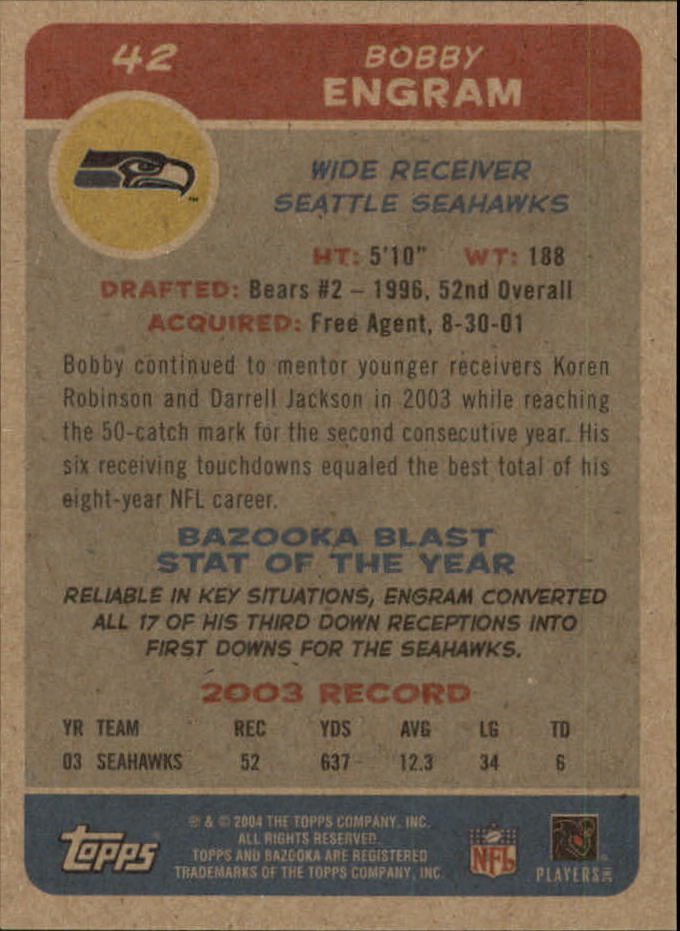 42
BOBBY
ENGRAM
WIDE RECEIVER
SEATTLE SEAHAWKS
HT: 5'10" WT: 188
DRAFTED: Bears #2 – 1996, 52nd Overall
ACQUIRED: Free Agent, 8-30-01
Bobby continued to mentor younger receivers Koren
Robinson and Darrell Jackson in 2003 while reaching
the 50-catch mark for the second consecutive year. His
six receiving touchdowns equaled the best total of his
eight-year NFL career.
BAZOOKA BLAST
STAT OF THE YEAR
RELIABLE IN KEY SITUATIONS, ENGRAM CONVERTED
ALL 17 OF HIS THIRD DOWN RECEPTIONS INTO
FIRST DOWNS FOR THE SEAHAWKS.
2003 RECORD
YR TEAM REC YDS AVG LG TD
03 SEAHAWKS 52 637 12.3 34 6
Topps
® & © 2004 THE TOPPS COMPANY, INC.
ALL RIGHTS RESERVED.
TOPPS AND BAZOOKA ARE REGISTERED
TRADEMARKS OF THE TOPPS COMPANY, INC.
NFL
PLAYERS INC